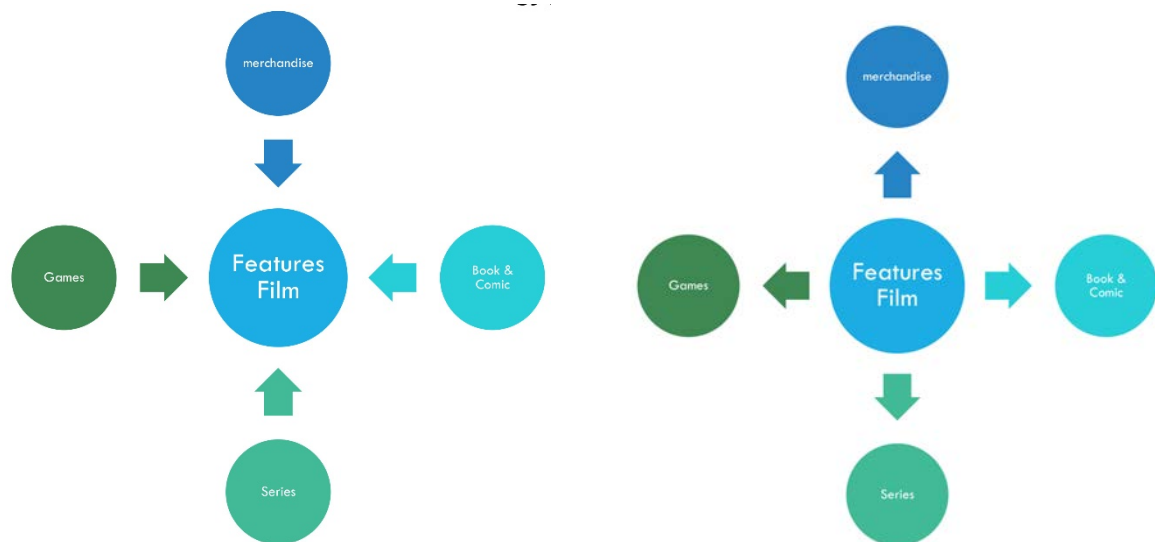 merchandise
Games
Features
Film
Book &
Comic
Series
merchandise
Games
Features
Film
Book &
Comic
Series